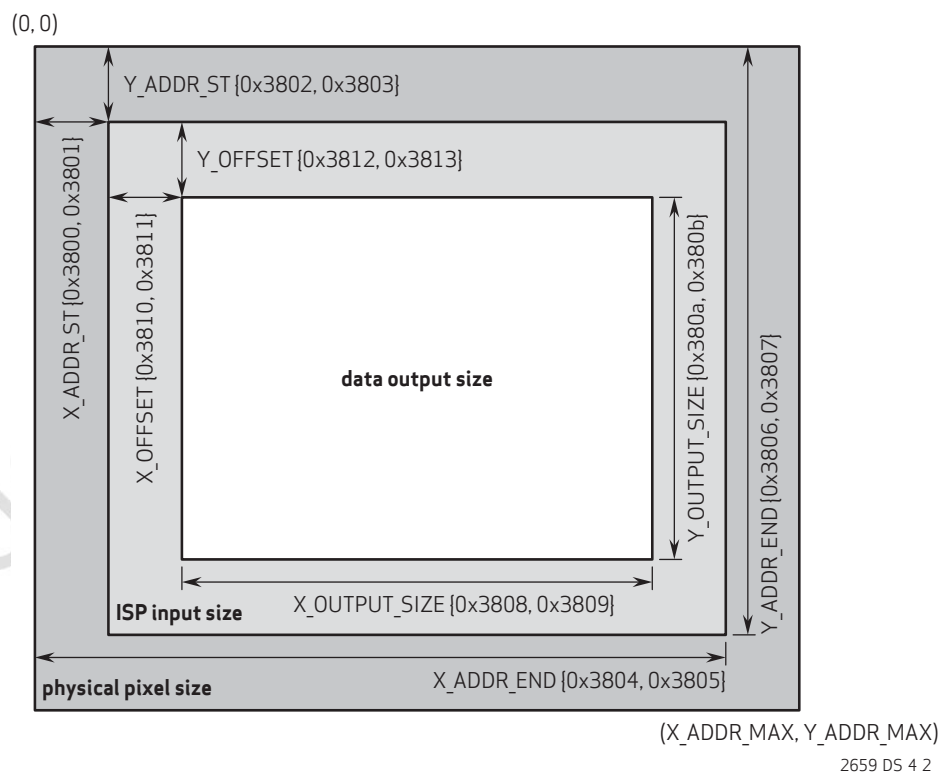 (0, 0)
Y_ADDR_ST {0x3802, 0x3803}
X_ADDR_ST {0x3800, 0x3801}
Y_OFFSET {0x3812, 0x3813}
X_OFFSET {0x3810, 0x3811}
data output size
Y_OUTPUT_SIZE {0x380a, 0x380b}
Y_ADDR_END {0x3806, 0x3807}
X_OUTPUT_SIZE {0x3808, 0x3809}
ISP input size
X_ADDR_END {0x3804, 0x3805}
physical pixel size
(X_ADDR_MAX, Y_ADDR_MAX)
2659 DS 4 2